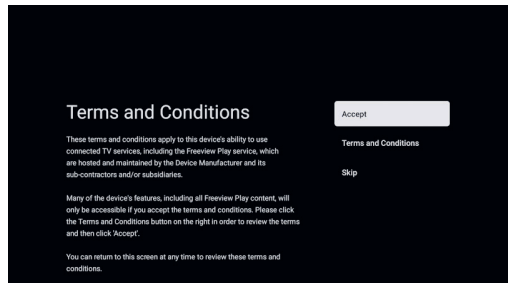 Terms and Conditions
These terms and conditions apply to this device's ability to use
connected TV services, including the Freeview Play service, which
are hosted and maintained by the Device Manufacturer and its
sub-contractors and/or subsidiaries.
Many of the device's features, including all Freeview Play content, will
only be accessible if you accept the terms and conditions. Please click
the Terms and Conditions button on the right in order to review the terms
and then click 'Accept'.
You can return to this screen at any time to review these terms and
conditions.
Accept
Terms and Conditions
Skip